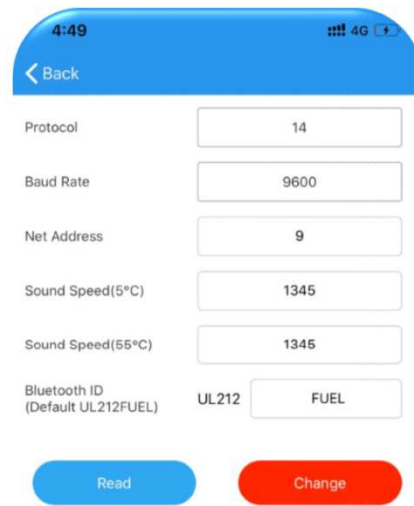 4:49 4G
Back
Protocol 14
Baud Rate 9600
Net Address 9
Sound Speed(5°C) 1345
Sound Speed(55°C) 1345
Bluetooth ID
(Default UL212FUEL) UL212 FUEL
Read Change